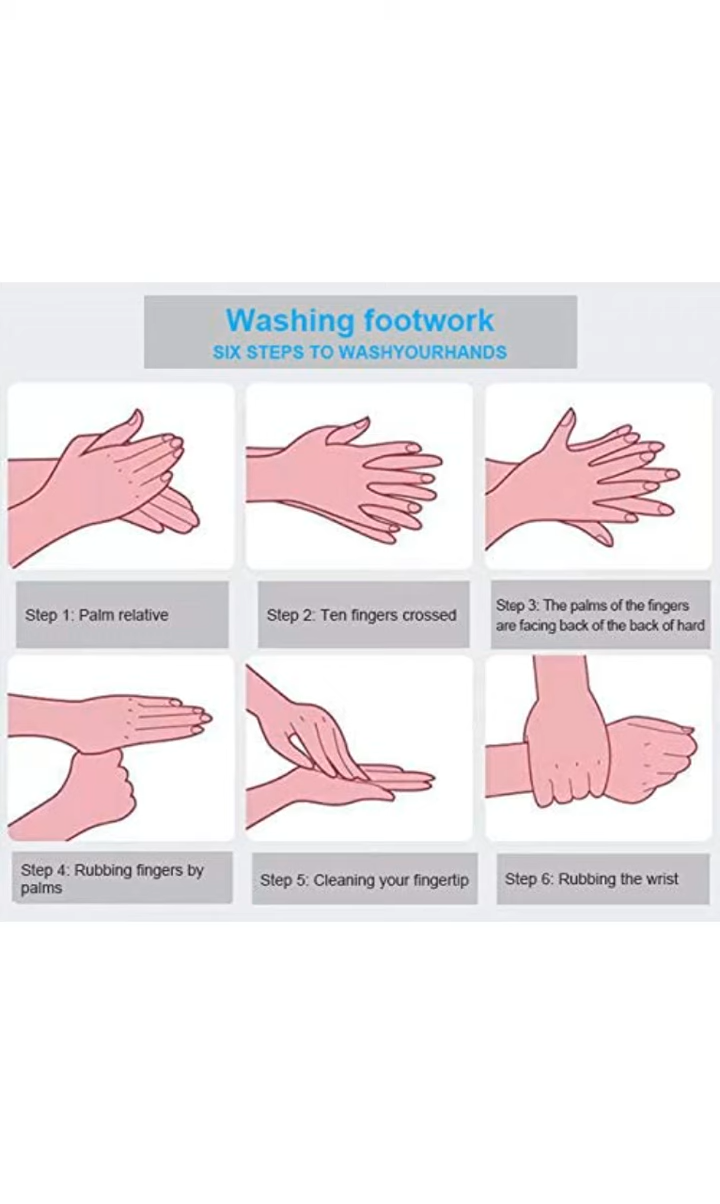 Washing footwork
SIX STEPS TO WASHYOURHANDS
Step 1: Palm relative
Step 2: Ten fingers crossed
Step 3: The palms of the fingers
are facing back of the back of hard
Step 4: Rubbing fingers by
palms
Step 5: Cleaning your fingertip
Step 6: Rubbing the wrist